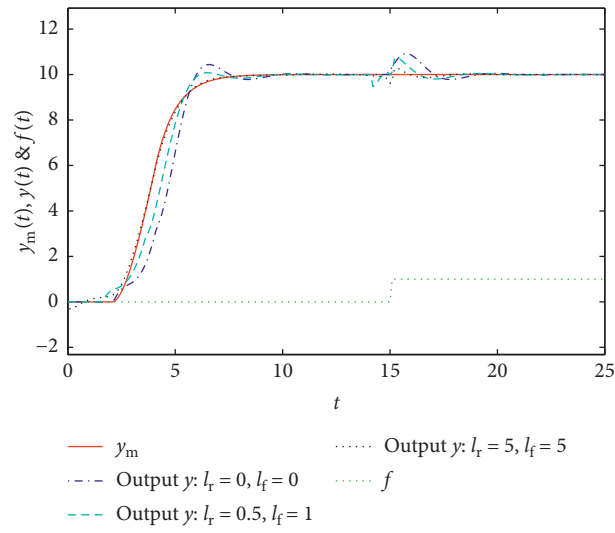 12
10
8
6
4
2
0
−2
y_m(t), y(t) & f(t)
0 5 10 15 20 25
t
y_m
Output y: l_r = 0, l_f = 0
Output y: l_r = 0.5, l_f = 1
Output y: l_r = 5, l_f = 5
f